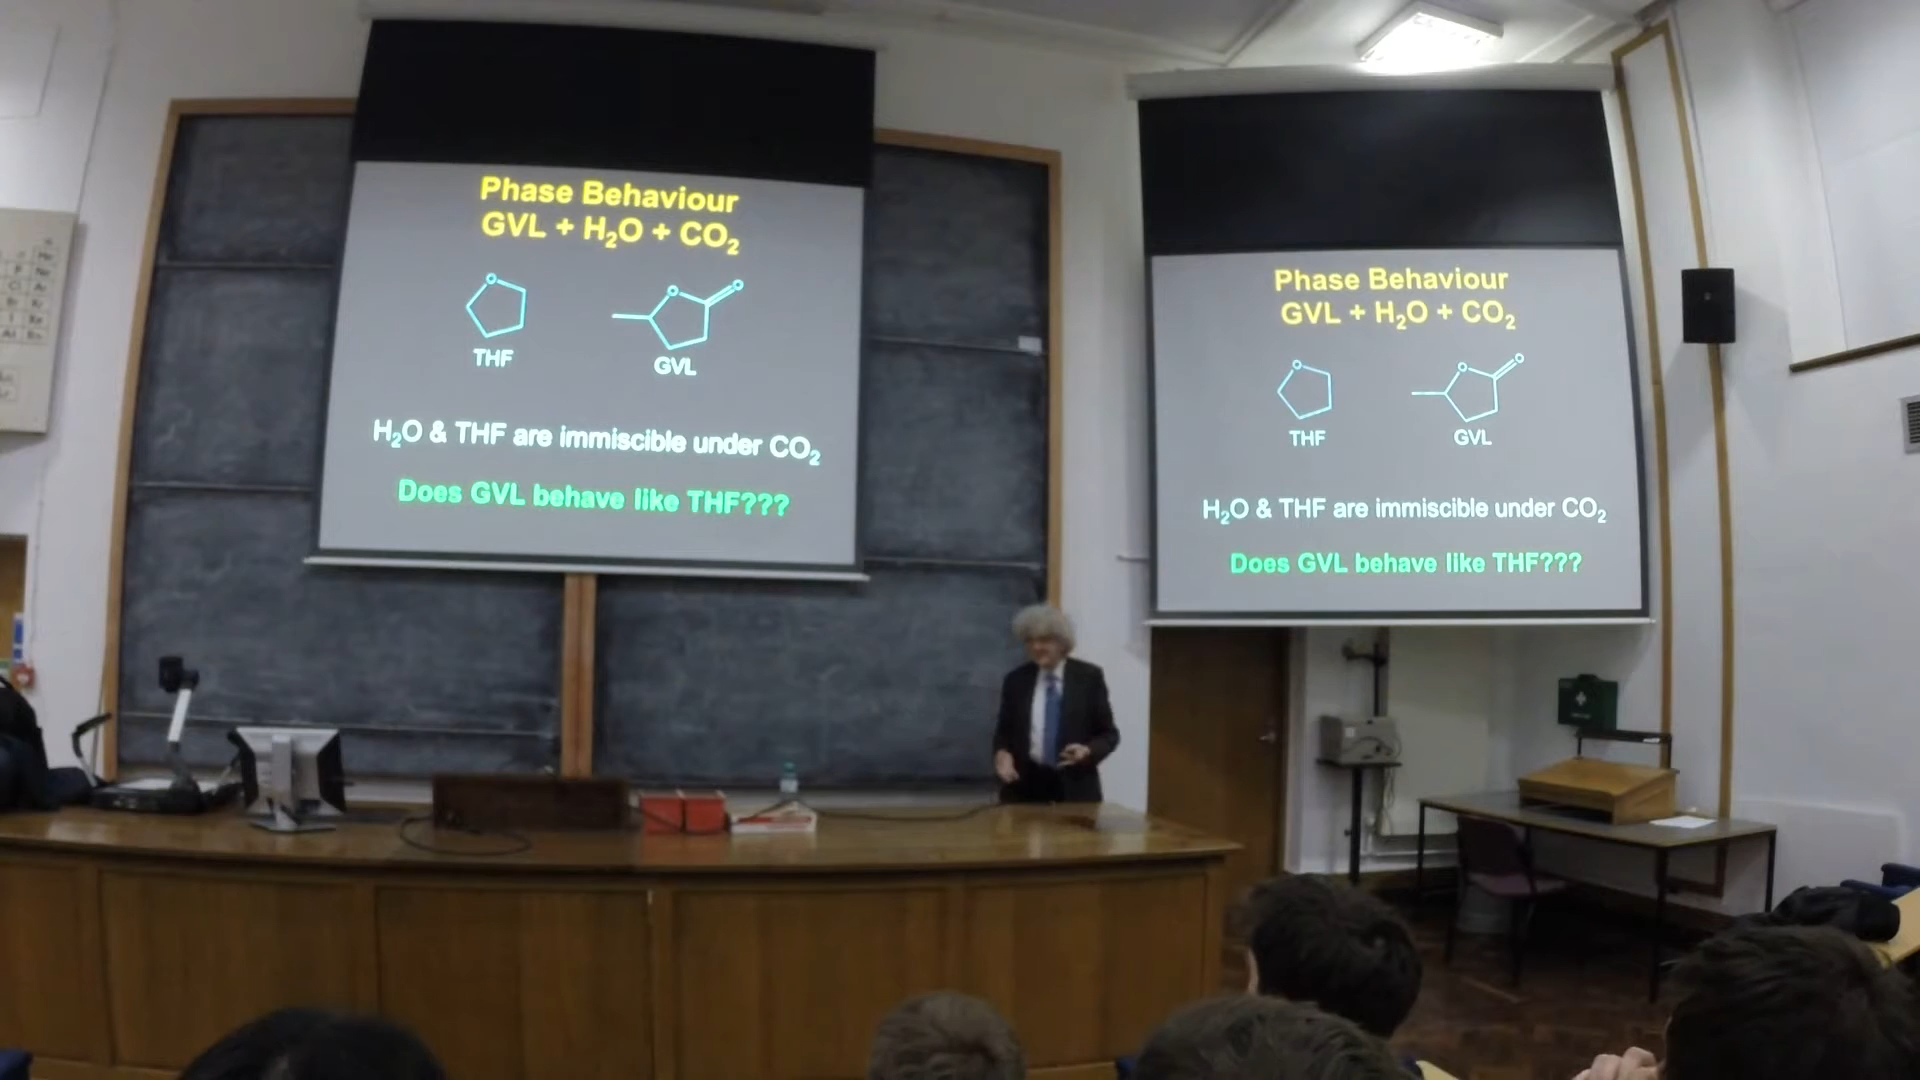 Phase Behaviour
GVL + H₂O + CO₂
THF
GVL
H₂O & THF are immiscible under CO₂
Does GVL behave like THF???
Phase Behaviour
GVL + H₂O + CO₂
THF
GVL
H₂O & THF are immiscible under CO₂
Does GVL behave like THF???